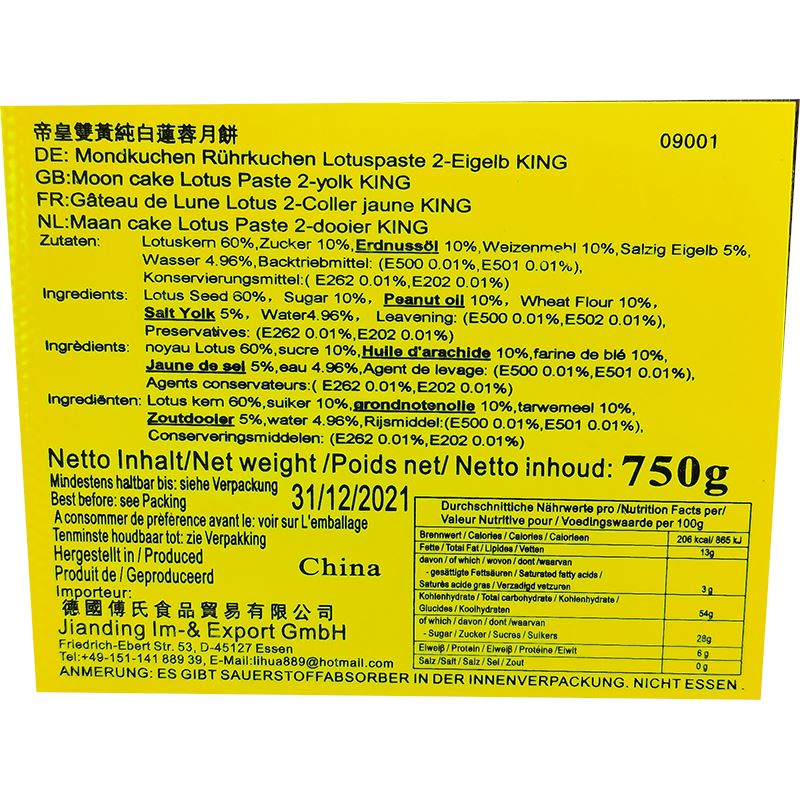 帝皇雙黃純白蓮蓉月餅
09001
DE: Mondkuchen Rührkuchen Lotuspaste 2-Eigelb KING
GB:Moon cake Lotus Paste 2-yolk KING
FR:Gâteau de Lune Lotus 2-Coller jaune KING
NL:Maan cake Lotus Paste 2-dooier KING
Zutaten: Lotuskern 60%,Zucker 10%,Erdnussöl 10%,Weizenmehl 10%,Salzig Eigelb 5%,
Wasser 4.96%,Backtriebmittel: (E500 0.01%,E501 0.01%),
Konservierungsmittel:( E262 0.01%,E202 0.01%)
Ingredients: Lotus Seed 60%, Sugar 10%, Peanut oil 10%, Wheat Flour 10%,
Salt Yolk 5%, Water4.96%, Leavening: (E500 0.01%,E502 0.01%),
Preservatives: (E262 0.01%,E202 0.01%)
Ingrèdients: noyau Lotus 60%,sucre 10%,Huile d'arachide 10%,farine de blé 10%,
Jaune de sel 5%,eau 4.96%,Agent de levage: (E500 0.01%,E501 0.01%),
Agents conservateurs:( E262 0.01%,E202 0.01%)
Ingrediënten: Lotus kern 60%,suiker 10%,grondnotenolie 10%,tarwemeel 10%,
Zoutdooier 5%,water 4.96%,Rijsmiddel:(E500 0.01%,E501 0.01%),
Conserveringsmiddelen: (E262 0.01%,E202 0.01%)
Netto Inhalt/Net weight /Poids net/ Netto inhoud: 750g
Mindestens haltbar bis: siehe Verpackung
Best before: see Packing
31/12/2021
A consommer de prèfèrence avant le: voir sur L'emballage
Tenminste houdbaar tot: zie Verpakking
Hergestellt in / Produced
Produit de / Geproduceerd
China
Importeur:
德國傅氏食品貿易有限公司
Jianding Im-& Export GmbH
Friedrich-Ebert Str. 53, D-45127 Essen
Tel:+49-151-141 889 39, E-Mail:lihua889@hotmail.com
Durchschnittliche Nährwerte pro /Nutrition Facts per/
Valeur Nutritive pour / Voedingswaarde per 100g
Brennwert / Calories / Calories / Calorieen 206 kcal/ 865 kJ
Fette / Total Fat / Lipides / Vetten 13g
davon / of which / wovon / dont /waarvan
- gesättigte Fettsäuren / Saturated fatty acids /
Saturés acide gras / Verzadigd vetzuren 3 g
Kohlenhydrate / Total carbohydrate / Kohlenhydrate /
Glucides / Koolhydraten 54g
of which / davon / dont /waarvan
- Sugar / Zucker / Sucres / Suikers 28g
Eiweiß / Protein / Eiweiß / Protéine /Eiwit 6 g
Salz /Salt / Salz / Sel / Zout 0 g
ANMERUNG: ES GIBT SAUERSTOFFABSORBER IN DER INNENVERPACKUNG. NICHT ESSEN .